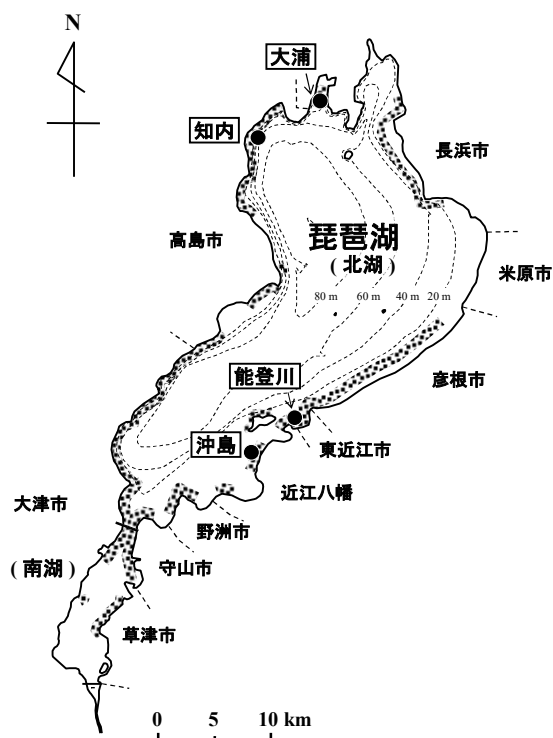 N
大浦
知内
長浜市
高島市
琵琶湖
( 北湖 )
米原市
80 m
60 m
40 m
20 m
能登川
彦根市
沖島
東近江市
近江八幡
大津市
野洲市
( 南湖 )
守山市
草津市
0 5 10 km